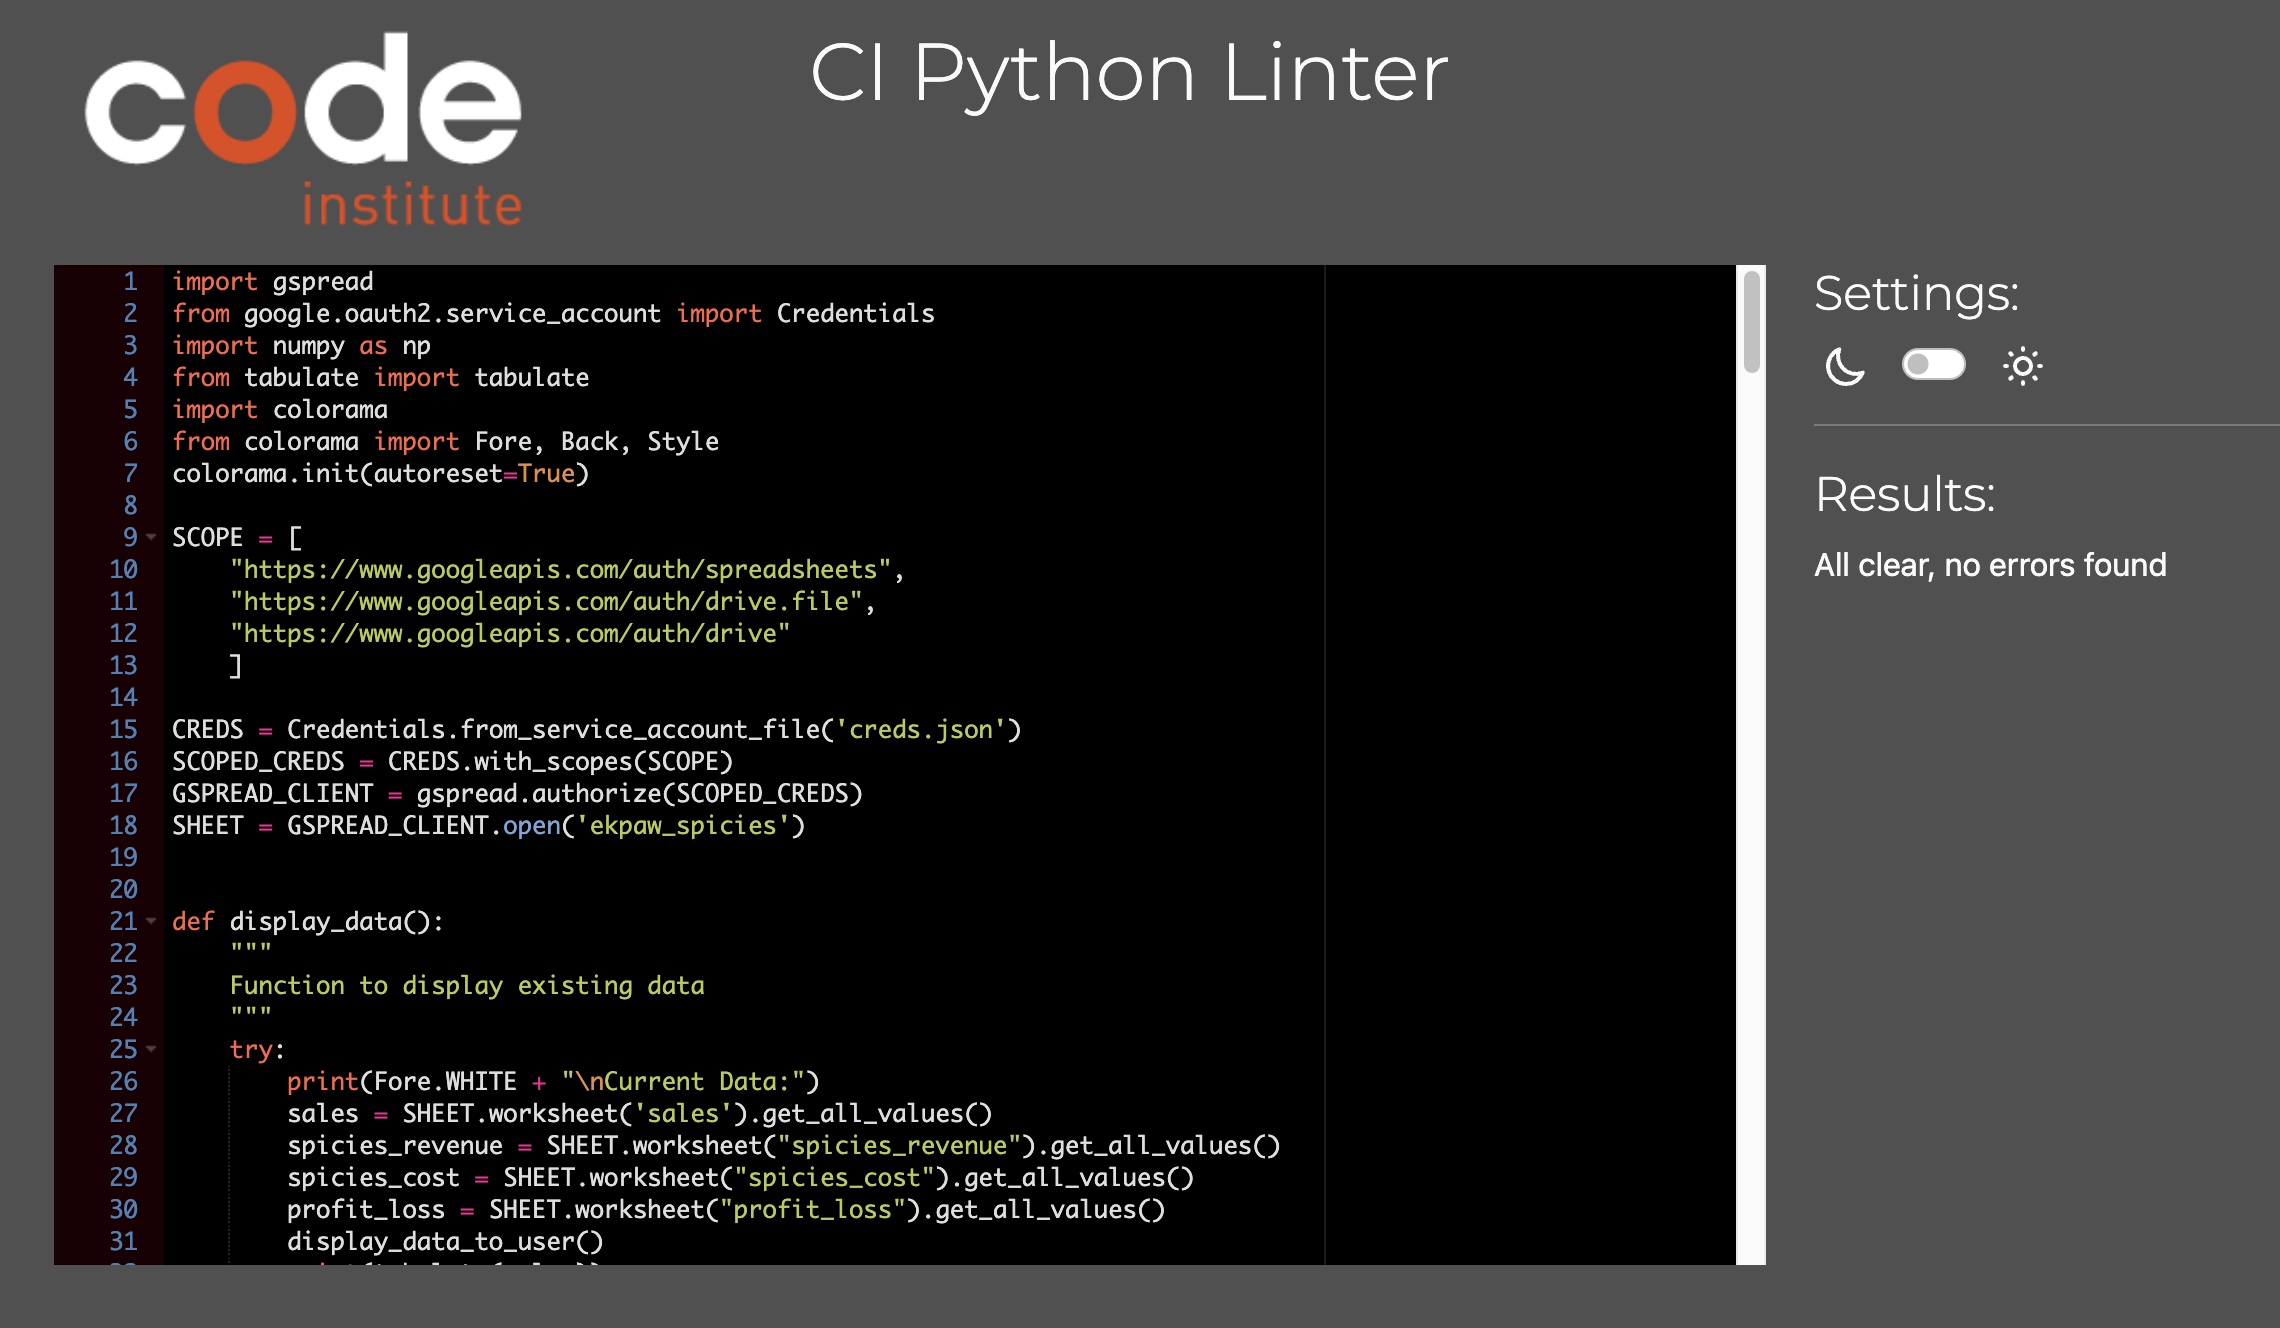 code
institute
CI Python Linter
1 import gspread
2 from google.oauth2.service_account import Credentials
3 import numpy as np
4 from tabulate import tabulate
5 import colorama
6 from colorama import Fore, Back, Style
7 colorama.init(autoreset=True)
8
9 SCOPE = [
10     "https://www.googleapis.com/auth/spreadsheets",
11     "https://www.googleapis.com/auth/drive.file",
12     "https://www.googleapis.com/auth/drive"
13     ]
14
15 CREDS = Credentials.from_service_account_file('creds.json')
16 SCOPED_CREDS = CREDS.with_scopes(SCOPE)
17 GSPREAD_CLIENT = gspread.authorize(SCOPED_CREDS)
18 SHEET = GSPREAD_CLIENT.open('ekpaw_spicies')
19
20
21 def display_data():
22     """
23     Function to display existing data
24     """
25     try:
26         print(Fore.WHITE + "\nCurrent Data:")
27         sales = SHEET.worksheet('sales').get_all_values()
28         spicies_revenue = SHEET.worksheet("spicies_revenue").get_all_values()
29         spicies_cost = SHEET.worksheet("spicies_cost").get_all_values()
30         profit_loss = SHEET.worksheet("profit_loss").get_all_values()
31         display_data_to_user()
Settings:
Results:
All clear, no errors found